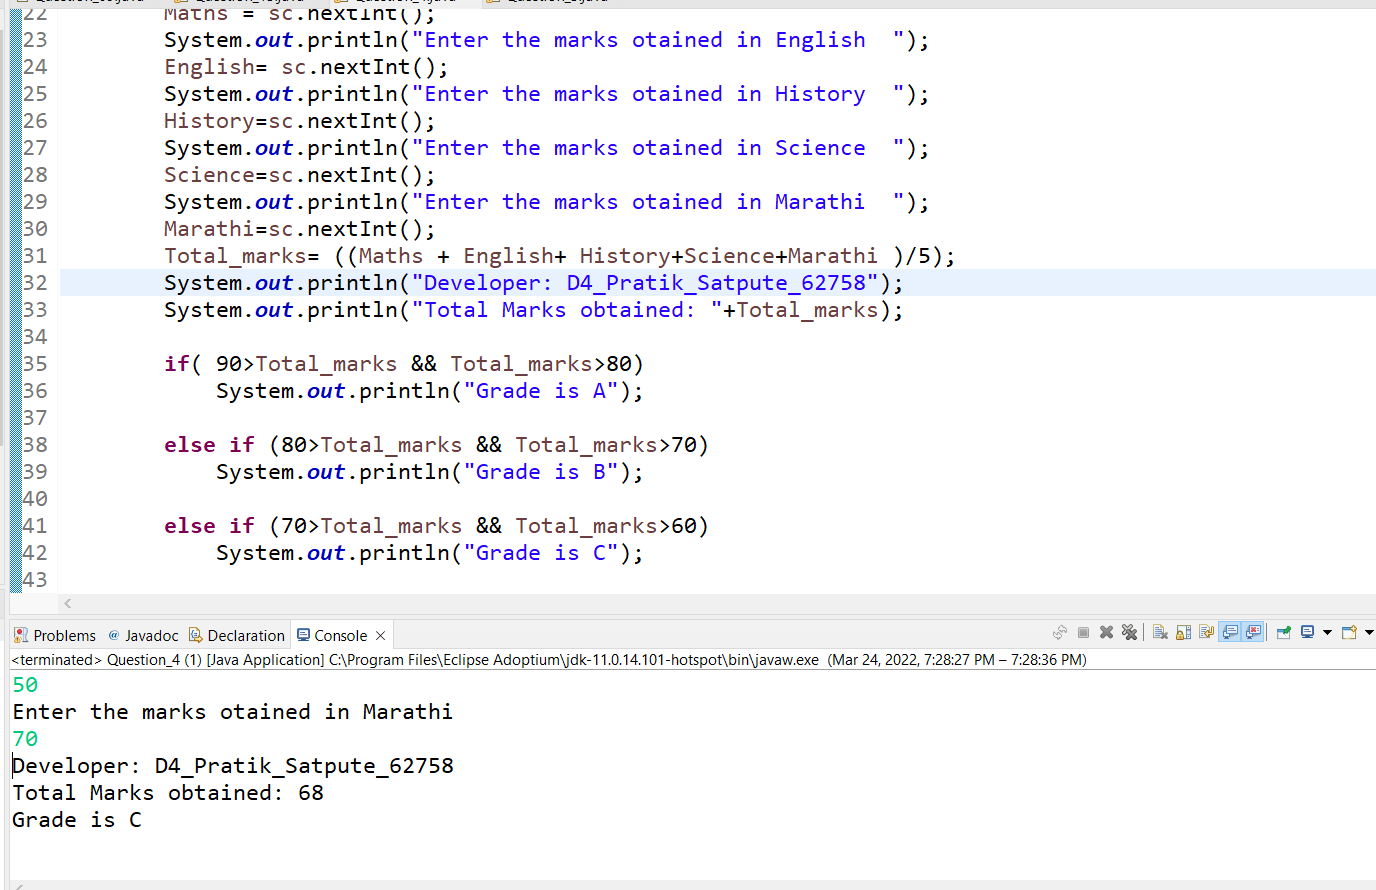 22 Maths = sc.nextInt();
23 System.out.println("Enter the marks otained in English  ");
24 English= sc.nextInt();
25 System.out.println("Enter the marks otained in History  ");
26 History=sc.nextInt();
27 System.out.println("Enter the marks otained in Science  ");
28 Science=sc.nextInt();
29 System.out.println("Enter the marks otained in Marathi  ");
30 Marathi=sc.nextInt();
31 Total_marks= ((Maths + English+ History+Science+Marathi )/5);
32 System.out.println("Developer: D4_Pratik_Satpute_62758");
33 System.out.println("Total Marks obtained: "+Total_marks);
34
35 if( 90>Total_marks && Total_marks>80)
36 System.out.println("Grade is A");
37
38 else if (80>Total_marks && Total_marks>70)
39 System.out.println("Grade is B");
40
41 else if (70>Total_marks && Total_marks>60)
42 System.out.println("Grade is C");
43
Problems @ Javadoc Declaration Console
<terminated> Question_4 (1) [Java Application] C:\Program Files\Eclipse Adoptium\jdk-11.0.14.101-hotspot\bin\javaw.exe (Mar 24, 2022, 7:28:27 PM – 7:28:36 PM)
50
Enter the marks otained in Marathi
70
Developer: D4_Pratik_Satpute_62758
Total Marks obtained: 68
Grade is C